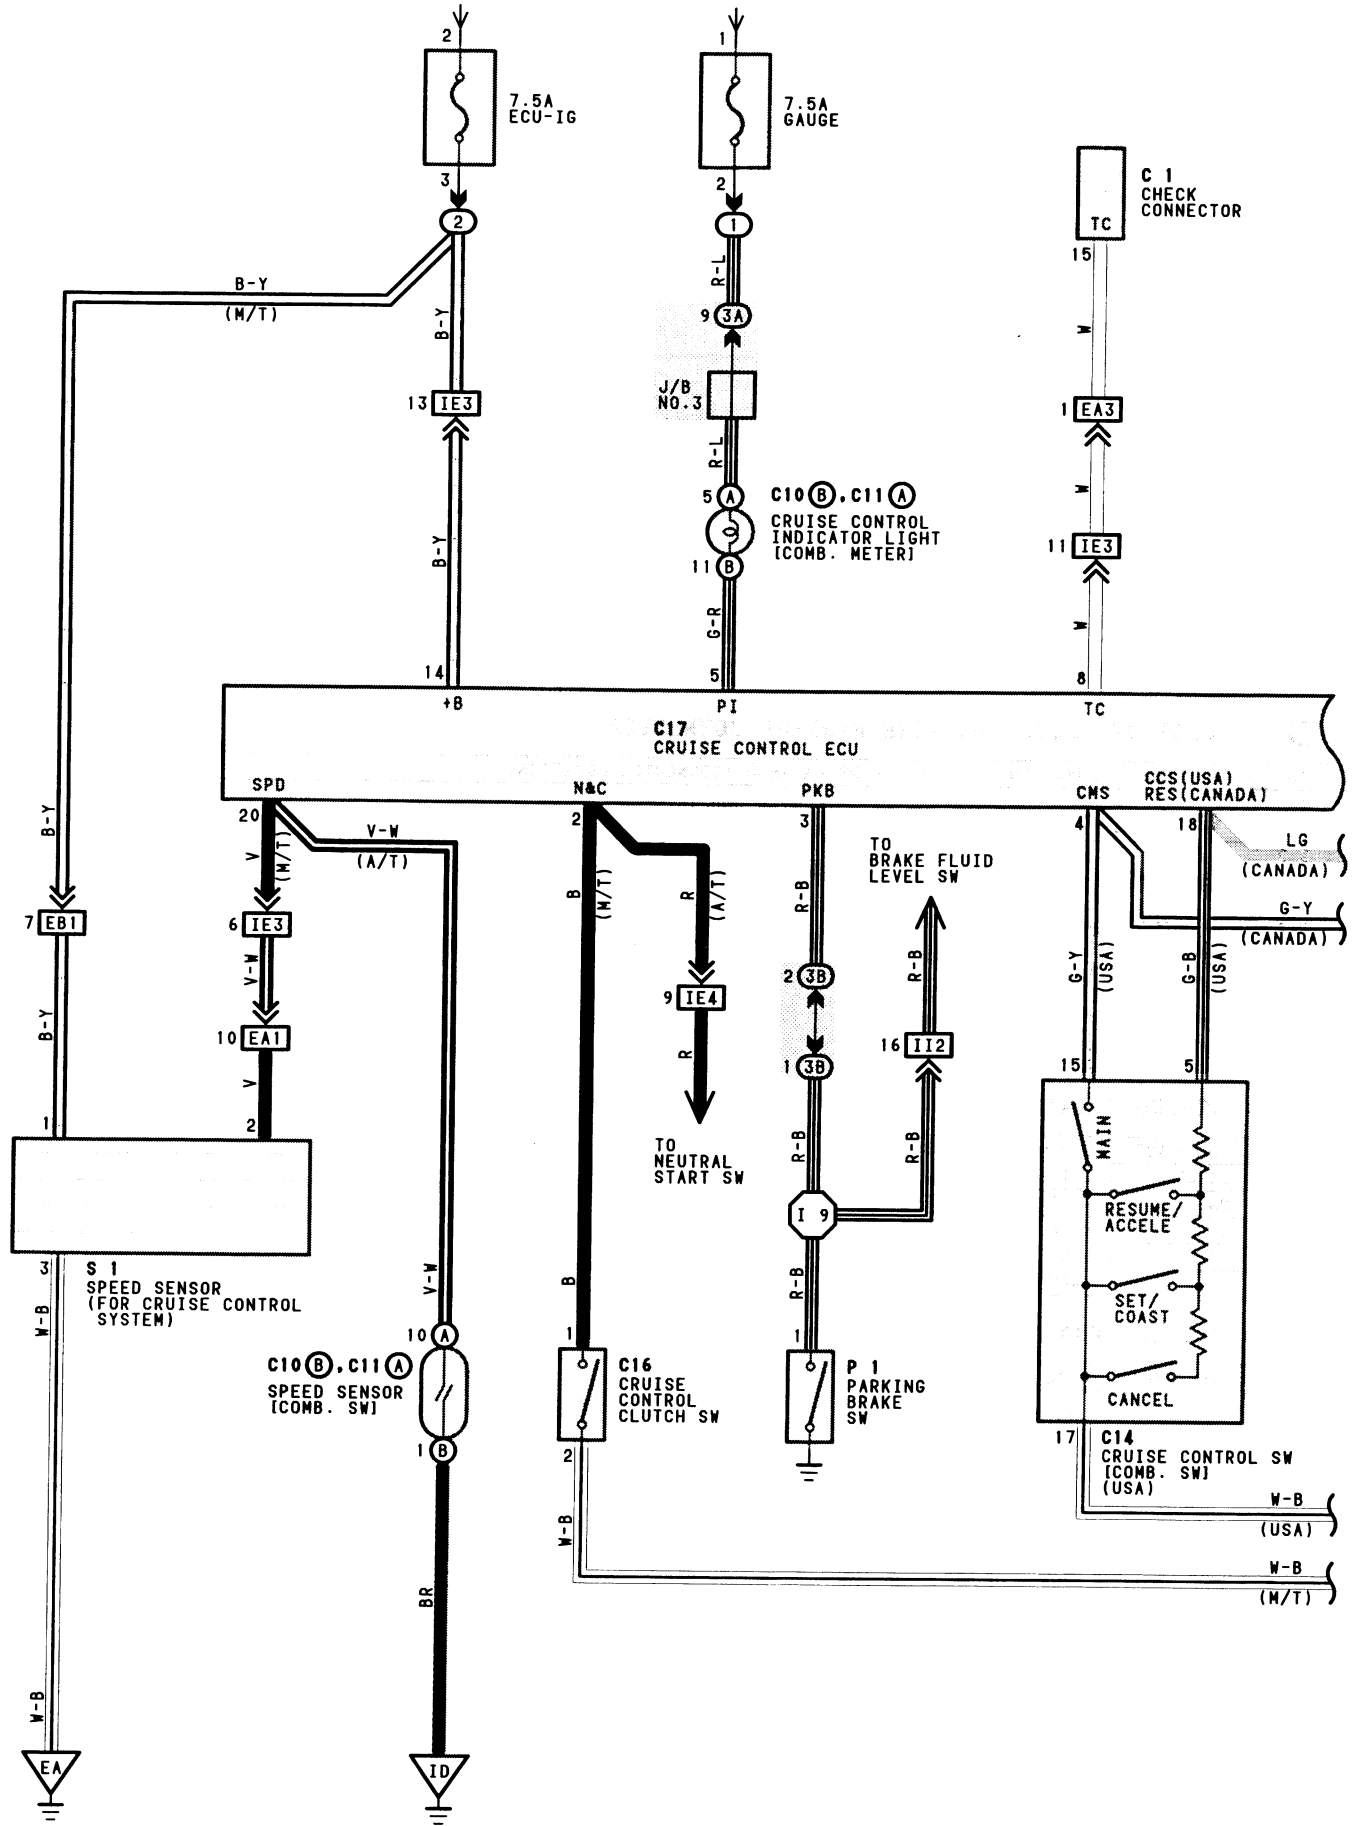 2
7.5A
ECU-IG
3
2
1
7.5A
GAUGE
2
1
C 1
CHECK
CONNECTOR
TC
15
B-Y
(M/T)
B-Y
R-L
9 3A
J/B
NO.3
W
13 IE3
1 EA3
R-L
5 A
C10 B, C11 A
CRUISE CONTROL
INDICATOR LIGHT
[COMB. METER]
11 B
W
11 IE3
B-Y
G-R
W
14
5
8
+B
PI
TC
C17
CRUISE CONTROL ECU
SPD
N&C
PKB
CMS
CCS(USA)
RES(CANADA)
20
2
3
4
18
B-Y
V
(M/T)
V-W
(A/T)
B
(M/T)
R
(A/T)
R-B
TO
BRAKE FLUID
LEVEL SW
LG
(CANADA)
G-Y
(CANADA)
7 EB1
6 IE3
V-W
9 IE4
2 3B
R-B
G-Y
(USA)
G-B
(USA)
B-Y
10 EA1
R
1 3B
16 II2
15
5
V
1
2
TO
NEUTRAL
START SW
R-B
R-B
MAIN
I 9
RESUME/
ACCELE
3
S 1
SPEED SENSOR
(FOR CRUISE CONTROL
SYSTEM)
W-B
V-W
B
R-B
SET/
COAST
10 A
1
1
C10 B, C11 A
SPEED SENSOR
[COMB. SW]
C16
CRUISE
CONTROL
CLUTCH SW
P 1
PARKING
BRAKE
SW
CANCEL
1 B
2
17
C14
CRUISE CONTROL SW
[COMB. SW]
(USA)
W-B
W-B
(USA)
W-B
(M/T)
BR
W-B
EA
ID